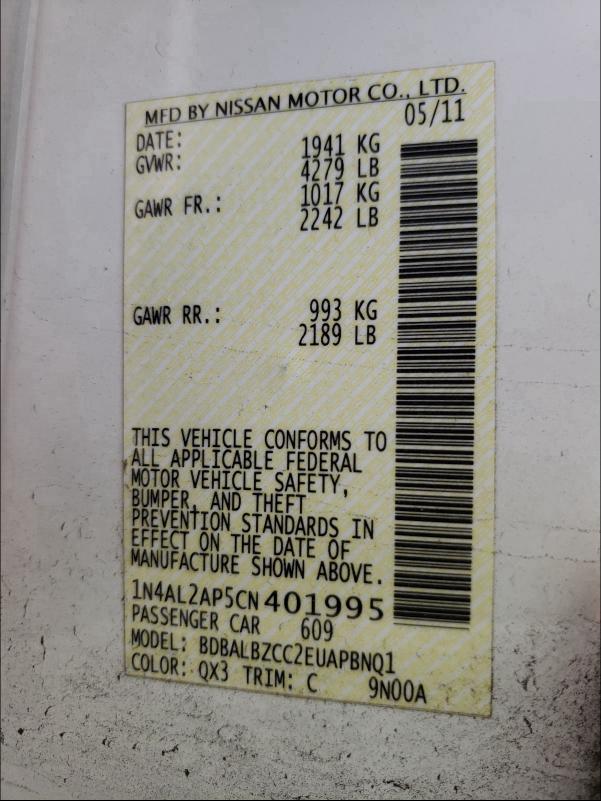 MFD BY NISSAN MOTOR CO., LTD.
DATE: 05/11
GVWR: 1941 KG
4279 LB
GAWR FR.: 1017 KG
2242 LB
GAWR RR.: 993 KG
2189 LB
THIS VEHICLE CONFORMS TO
ALL APPLICABLE FEDERAL
MOTOR VEHICLE SAFETY,
BUMPER, AND THEFT
PREVENTION STANDARDS IN
EFFECT ON THE DATE OF
MANUFACTURE SHOWN ABOVE.
1N4AL2AP5CN401995
PASSENGER CAR 609
MODEL: BDBALBZCC2EUAPBNQ1
COLOR: QX3 TRIM: C 9N00A